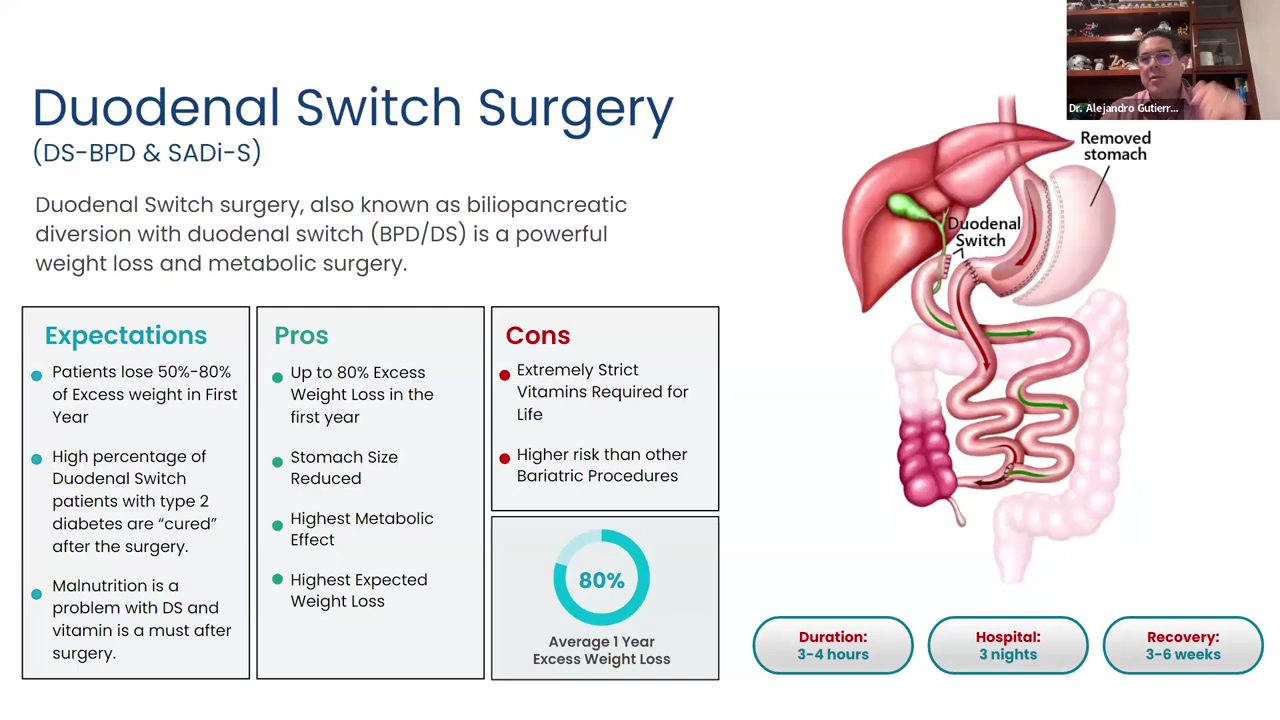 Duodenal Switch Surgery
(DS-BPD & SADi-S)
Duodenal Switch surgery, also known as biliopancreatic
diversion with duodenal switch (BPD/DS) is a powerful
weight loss and metabolic surgery.
Expectations
Patients lose 50%-80%
of Excess weight in First
Year
High percentage of
Duodenal Switch
patients with type 2
diabetes are “cured”
after the surgery.
Malnutrition is a
problem with DS and
vitamin is a must after
surgery.
Pros
Up to 80% Excess
Weight Loss in the
first year
Stomach Size
Reduced
Highest Metabolic
Effect
Highest Expected
Weight Loss
Cons
Extremely Strict
Vitamins Required for
Life
Higher risk than other
Bariatric Procedures
80%
Average 1 Year
Excess Weight Loss
Dr. Alejandro Gutierr...
Removed
stomach
Duodenal
Switch
Duration:
3-4 hours
Hospital:
3 nights
Recovery:
3-6 weeks